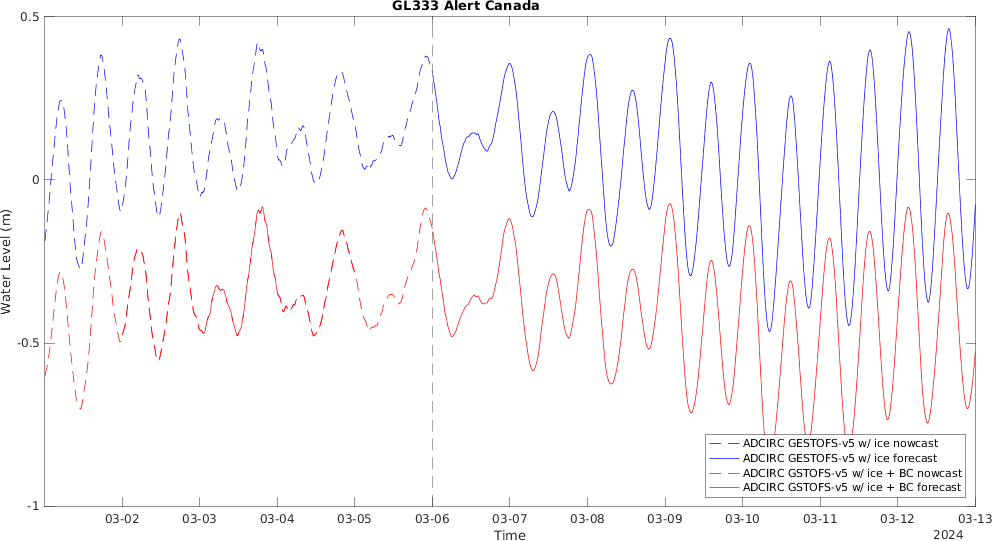 GL333 Alert Canada
0.5
0
-0.5
-1
Water Level (m)
03-02 03-03 03-04 03-05 03-06 03-07 03-08 03-09 03-10 03-11 03-12 03-13
Time
2024
ADCIRC GESTOFS-v5 w/ ice nowcast
ADCIRC GESTOFS-v5 w/ ice forecast
ADCIRC GSTOFS-v5 w/ ice + BC nowcast
ADCIRC GSTOFS-v5 w/ ice + BC forecast